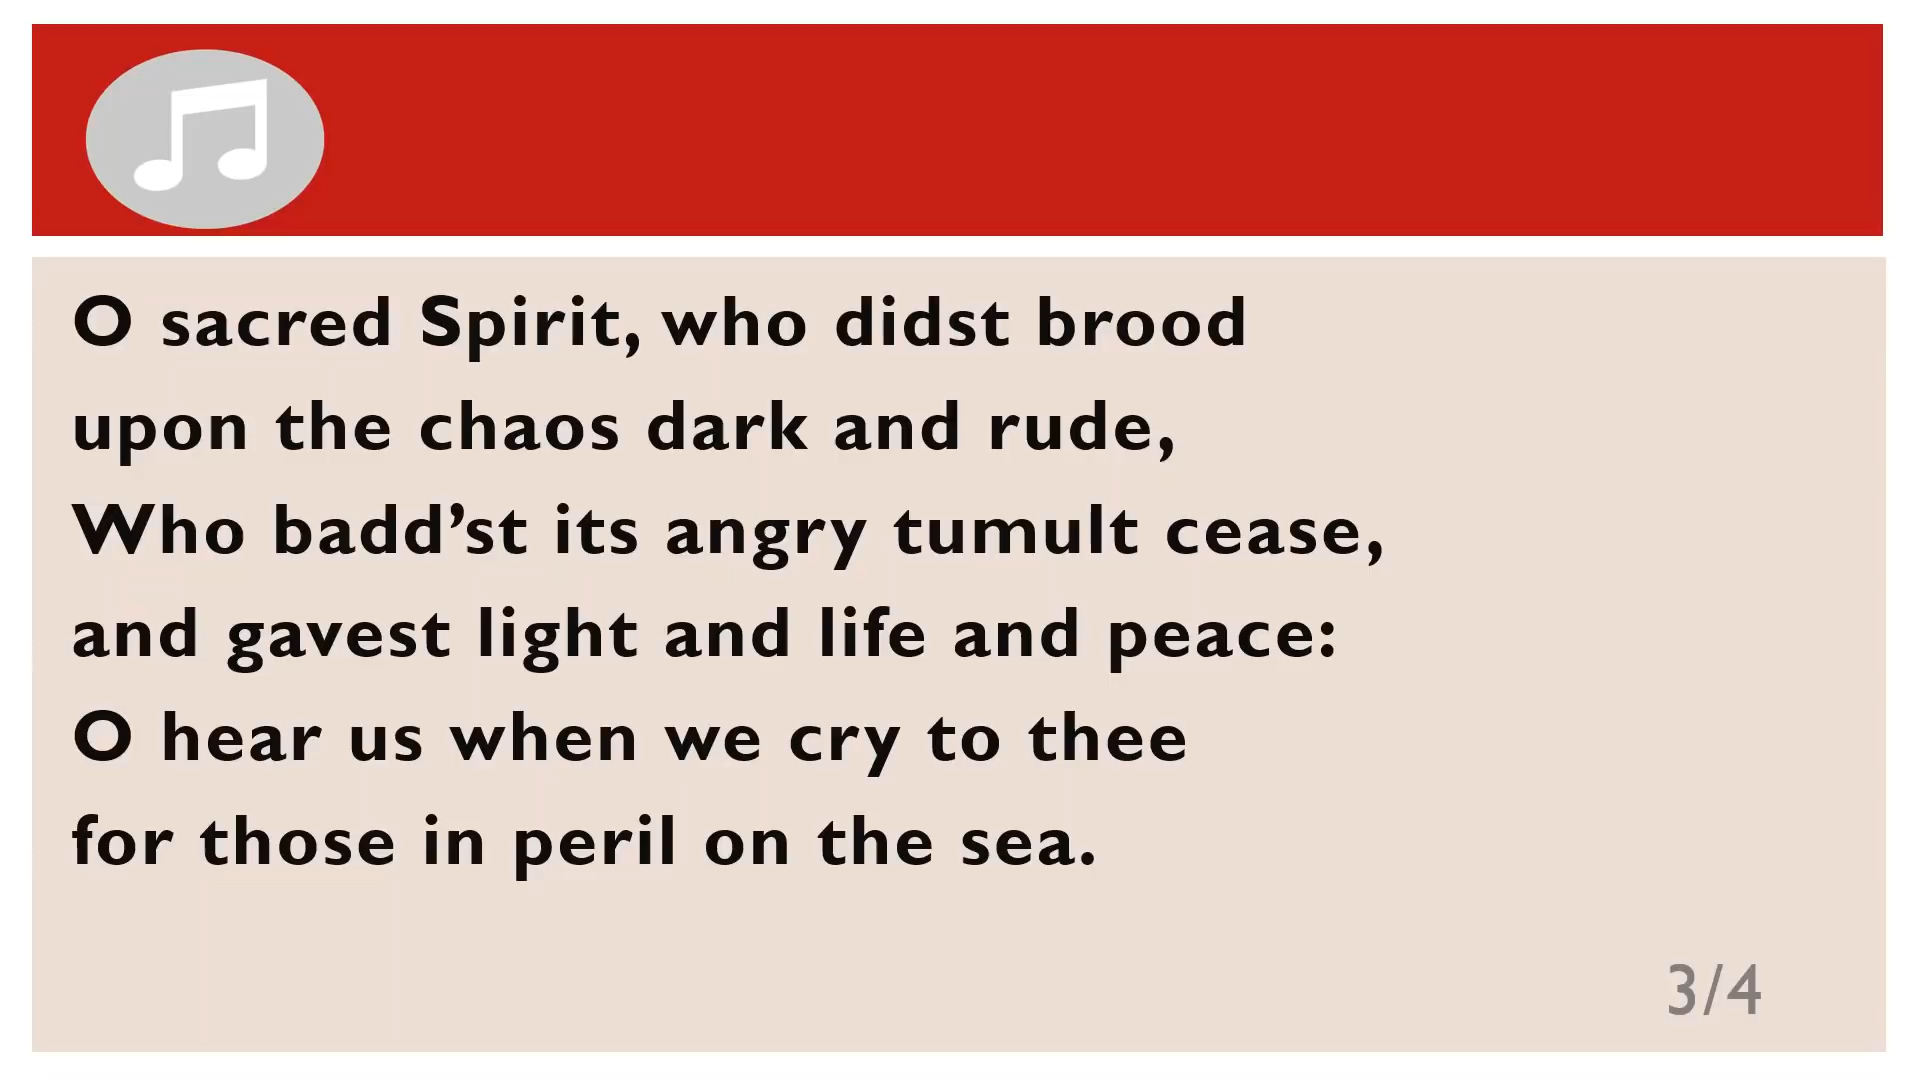 O sacred Spirit, who didst brood
upon the chaos dark and rude,
Who badd’st its angry tumult cease,
and gavest light and life and peace:
O hear us when we cry to thee
for those in peril on the sea.
3/4